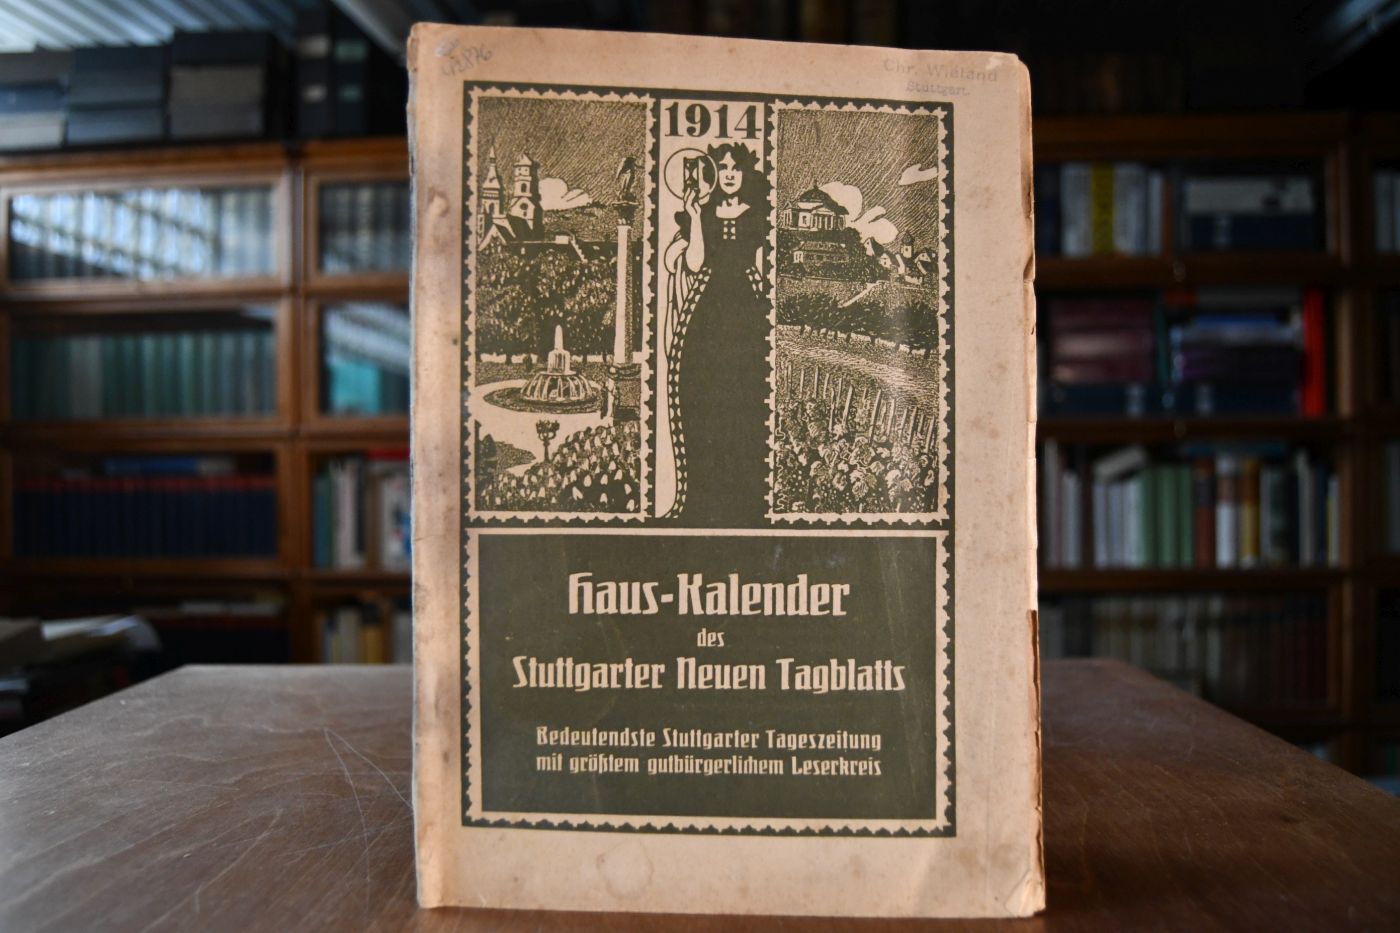 Chr. Wieland
Stuttgart.
1914
Haus-Kalender
des
Stuttgarter Neuen Tagblatts
Bedeutendste Stuttgarter Tageszeitung
mit größtem gutbürgerlichem Leserkreis